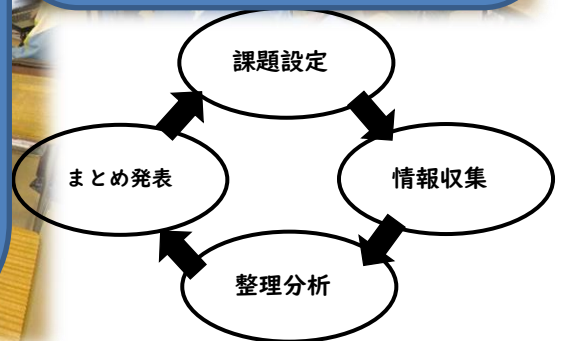 課題設定
情報収集
整理分析
まとめ発表